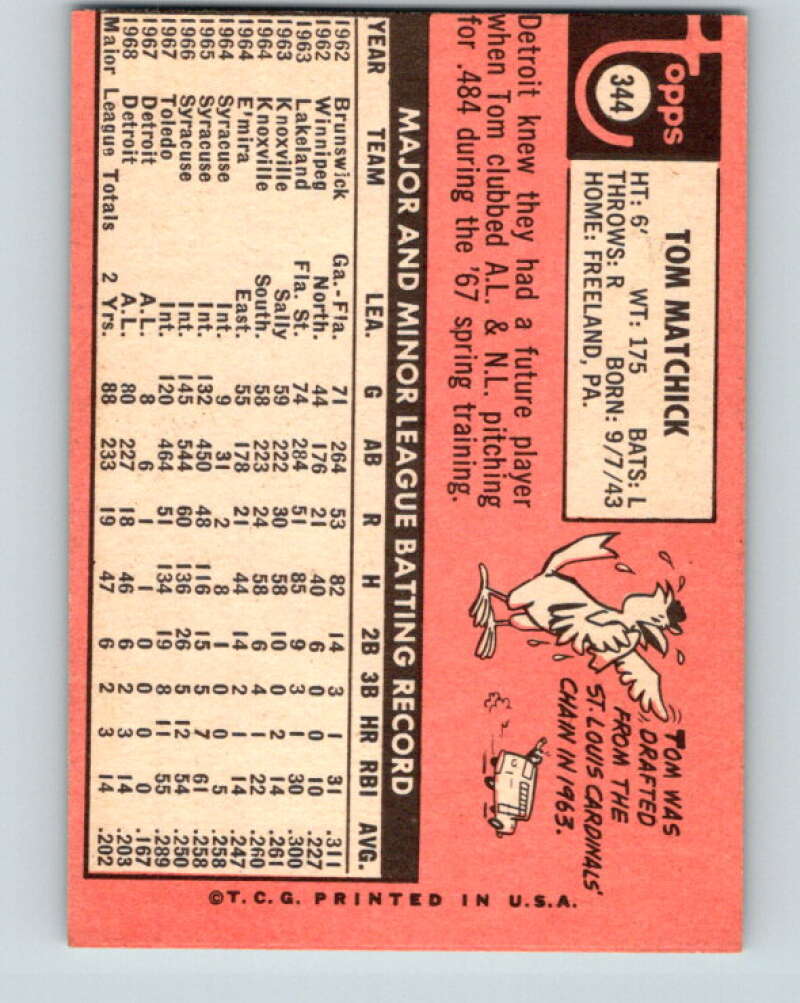 Topps
344
TOM MATCHICK
HT: 6' WT: 175 BATS: L
THROWS: R BORN: 9/7/43
HOME: FREELAND, PA.
Detroit knew they had a future player
when Tom clubbed A.L. & N.L. pitching
for .484 during the '67 spring training.
TOM WAS
DRAFTED
FROM THE
ST. LOUIS CARDINALS'
CHAIN IN 1963.
MAJOR AND MINOR LEAGUE BATTING RECORD
YEAR TEAM LEA. G AB R H 2B 3B HR RBI AVG.
1962 Brunswick Ga.-Fla. 71 264 53 82 14 3 1 31 .311
1962 Winnipeg North. 44 176 21 40 6 0 0 10 .227
1963 Lakeland Fla. St. 74 284 51 85 9 3 1 30 .300
1963 Knoxville Sally 59 222 30 58 10 0 2 14 .261
1964 Knoxville South. 58 223 24 58 6 4 1 22 .260
1964 E'mira East. 55 178 21 44 14 2 1 14 .247
1964 Syracuse Int. 9 31 2 8 1 0 0 5 .258
1965 Syracuse Int. 132 450 48 116 15 5 7 61 .258
1966 Syracuse Int. 145 544 60 136 26 5 12 54 .250
1967 Toledo Int. 120 464 51 134 19 8 11 55 .289
1967 Detroit A.L. 8 6 1 1 0 0 0 0 .167
1968 Detroit A.L. 80 227 18 46 6 2 3 14 .203
Major League Totals 2 Yrs. 88 233 19 47 6 2 3 14 .202
©T.C.G. PRINTED IN U.S.A.